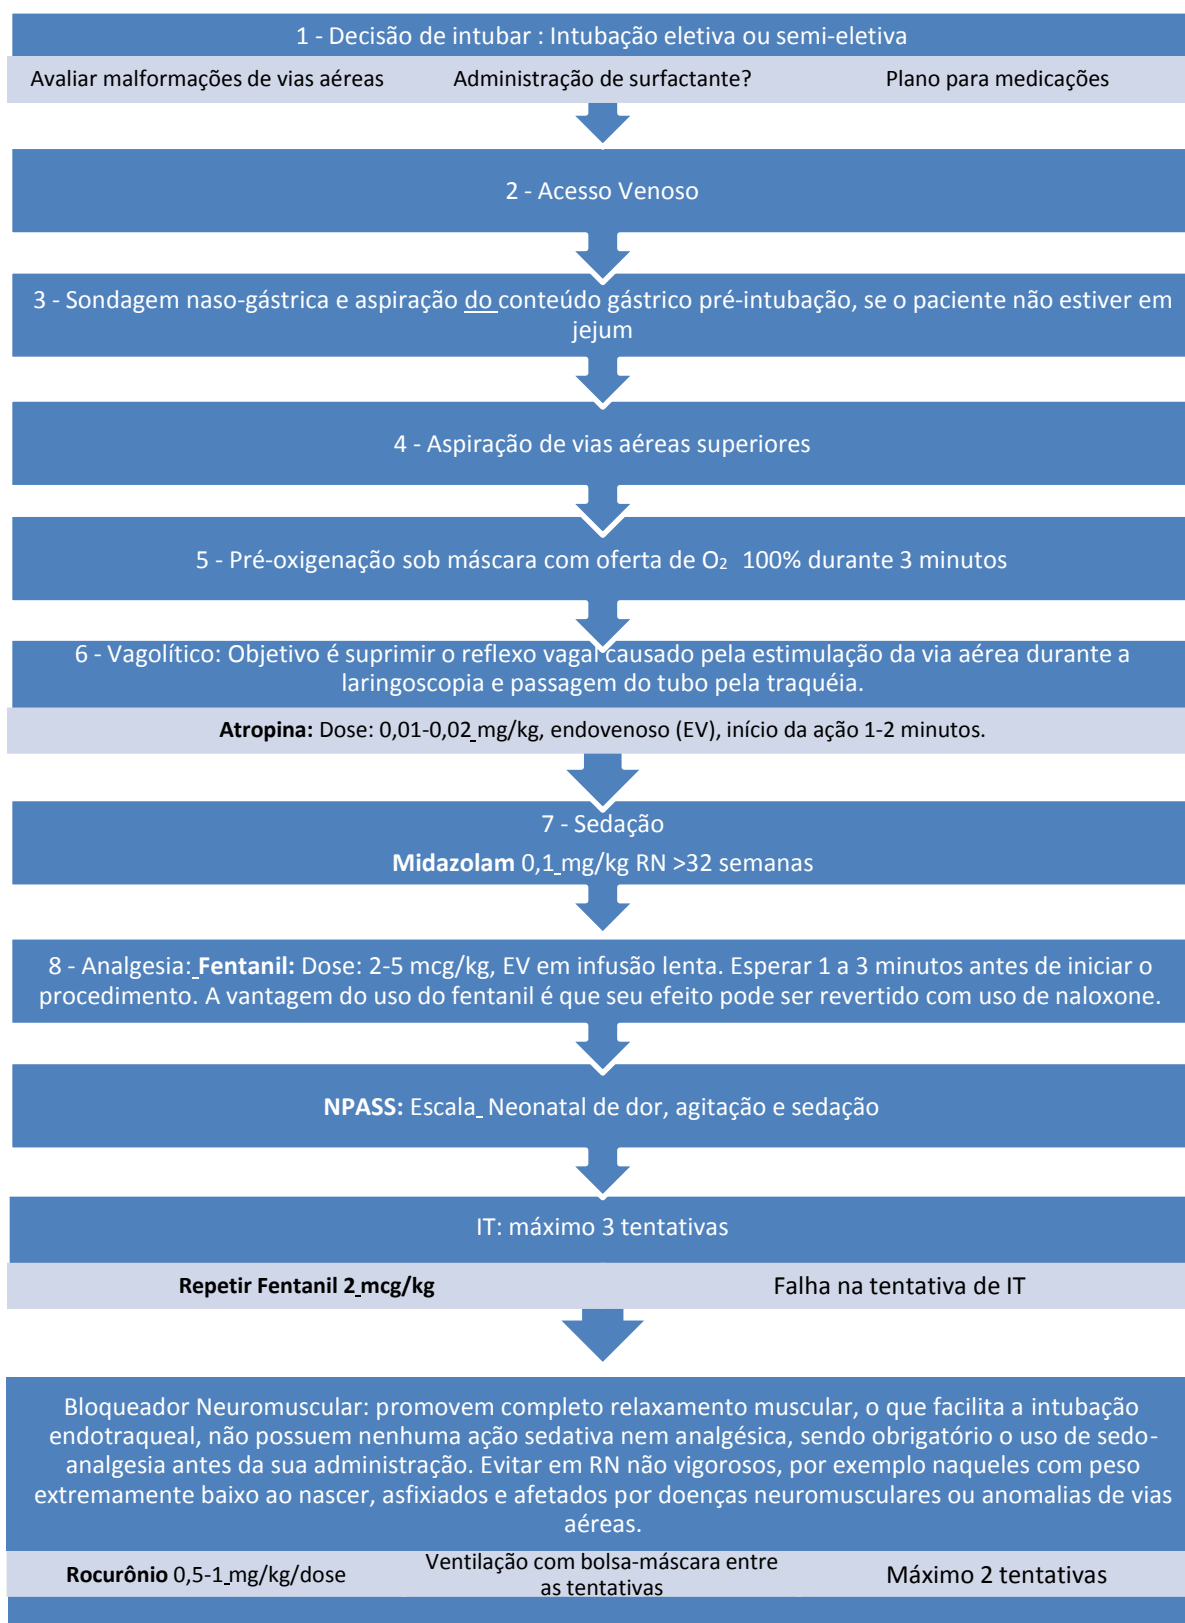 1 - Decisão de intubar : Intubação eletiva ou semi-eletiva
Avaliar malformações de vias aéreas
Administração de surfactante?
Plano para medicações
2 - Acesso Venoso
3 - Sondagem naso-gástrica e aspiração do conteúdo gástrico pré-intubação, se o paciente não estiver em
jejum
4 - Aspiração de vias aéreas superiores
5 - Pré-oxigenação sob máscara com oferta de O2 100% durante 3 minutos
6 - Vagolítico: Objetivo é suprimir o reflexo vagal causado pela estimulação da via aérea durante a
laringoscopia e passagem do tubo pela traquéia.
Atropina: Dose: 0,01-0,02 mg/kg, endovenoso (EV), início da ação 1-2 minutos.
7 - Sedação
Midazolam 0,1 mg/kg RN >32 semanas
8 - Analgesia: Fentanil: Dose: 2-5 mcg/kg, EV em infusão lenta. Esperar 1 a 3 minutos antes de iniciar o
procedimento. A vantagem do uso do fentanil é que seu efeito pode ser revertido com uso de naloxone.
NPASS: Escala Neonatal de dor, agitação e sedação
IT: máximo 3 tentativas
Repetir Fentanil 2 mcg/kg
Falha na tentativa de IT
Bloqueador Neuromuscular: promovem completo relaxamento muscular, o que facilita a intubação
endotraqueal, não possuem nenhuma ação sedativa nem analgésica, sendo obrigatório o uso de sedo-
analgesia antes da sua administração. Evitar em RN não vigorosos, por exemplo naqueles com peso
extremamente baixo ao nascer, asfixiados e afetados por doenças neuromusculares ou anomalias de vias
aéreas.
Rocurônio 0,5-1 mg/kg/dose
Ventilação com bolsa-máscara entre
as tentativas
Máximo 2 tentativas